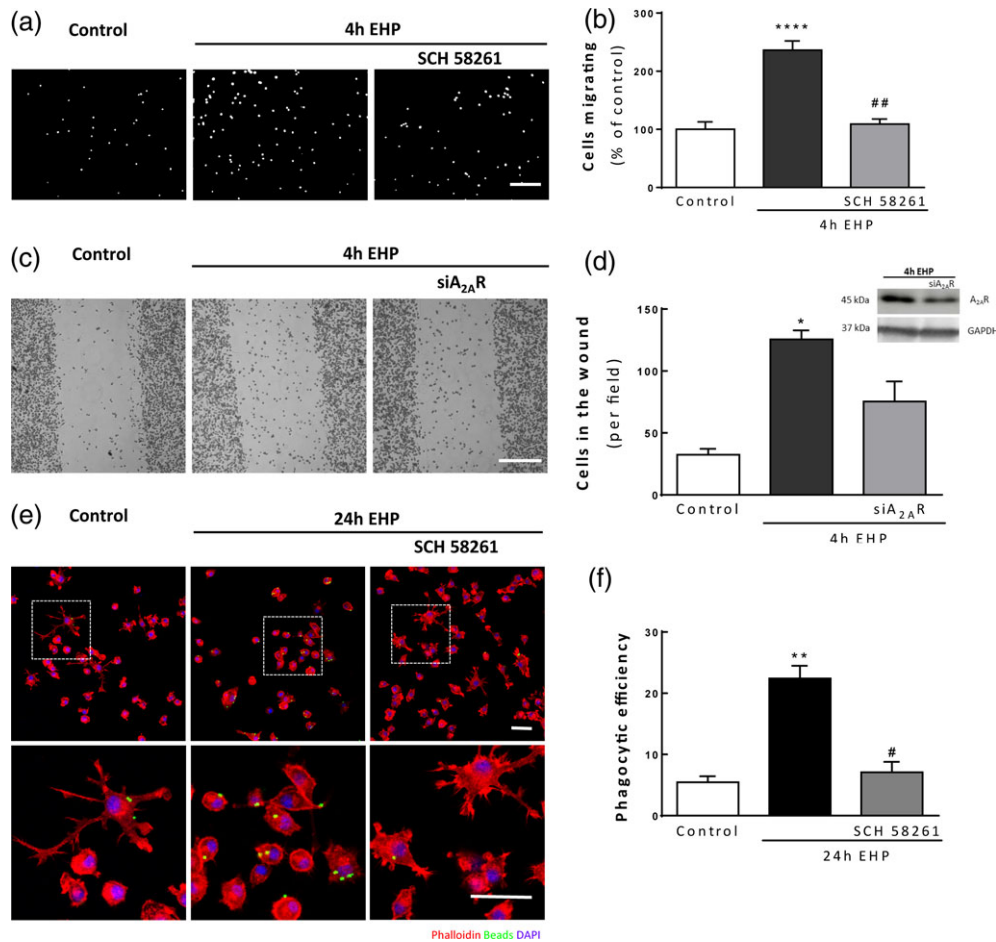 (a)
Control
4h EHP
SCH 58261
(b)
Cells migrating
(% of control)
300
200
100
0
****
##
Control
SCH 58261
4h EHP
(c)
Control
4h EHP
siA2AR
(d)
4h EHP
siA2AR
45 kDa
A2AR
37 kDa
GAPDH
Cells in the wound
(per field)
150
100
50
0
*
Control
siA2AR
4h EHP
(e)
Control
24h EHP
SCH 58261
Phalloidin Beads DAPI
(f)
Phagocytic efficiency
30
20
10
0
**
#
Control
SCH 58261
24h EHP